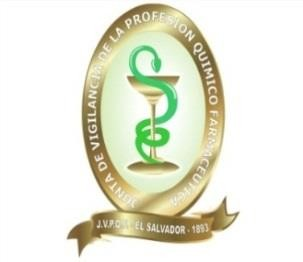 JUNTA DE VIGILANCIA DE LA PROFESION QUIMICO FARMACEUTICA
EL SALVADOR - 1893